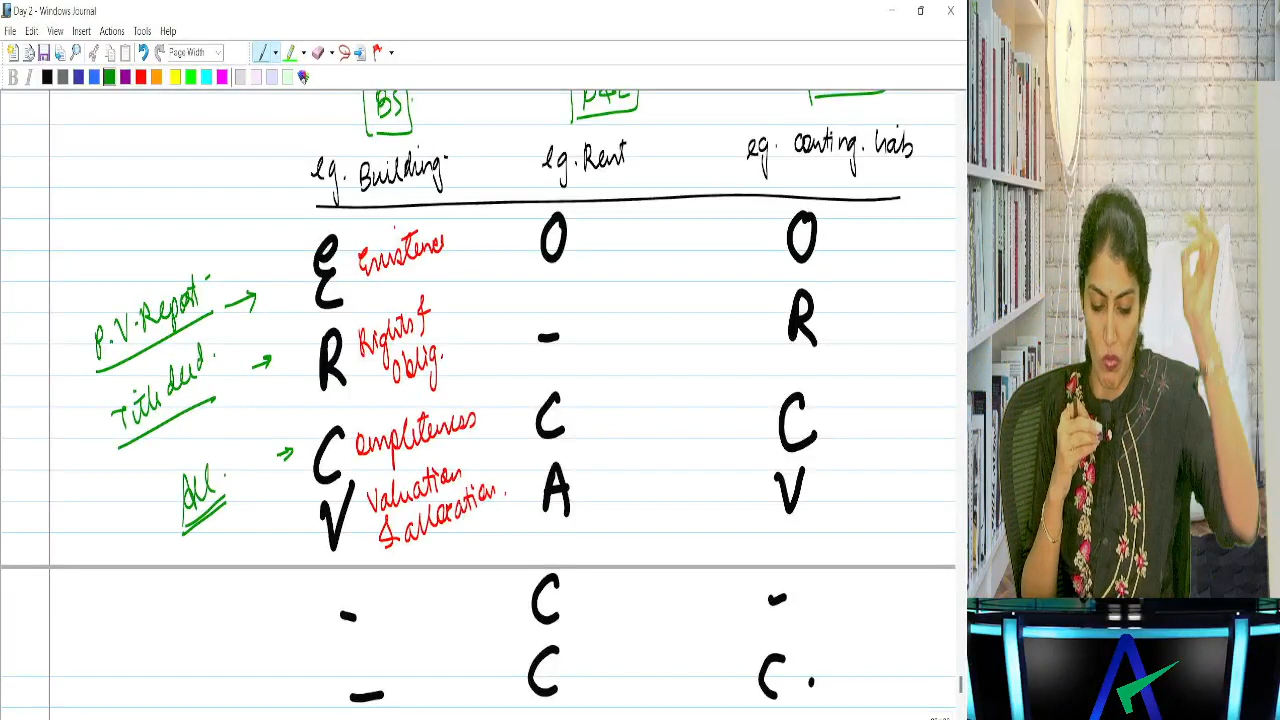 Day 2 - Windows Journal
File Edit View Insert Actions Tools Help
Page Width
B I
BS P&L
eg. Building eg. Rent eg. conting. liab
E Existence O O
P.V. Report → R Rights & Oblig. - R
Title deed. →
All. → Completeness C C
V Valuation & allocation. A V
- C -
- C C.